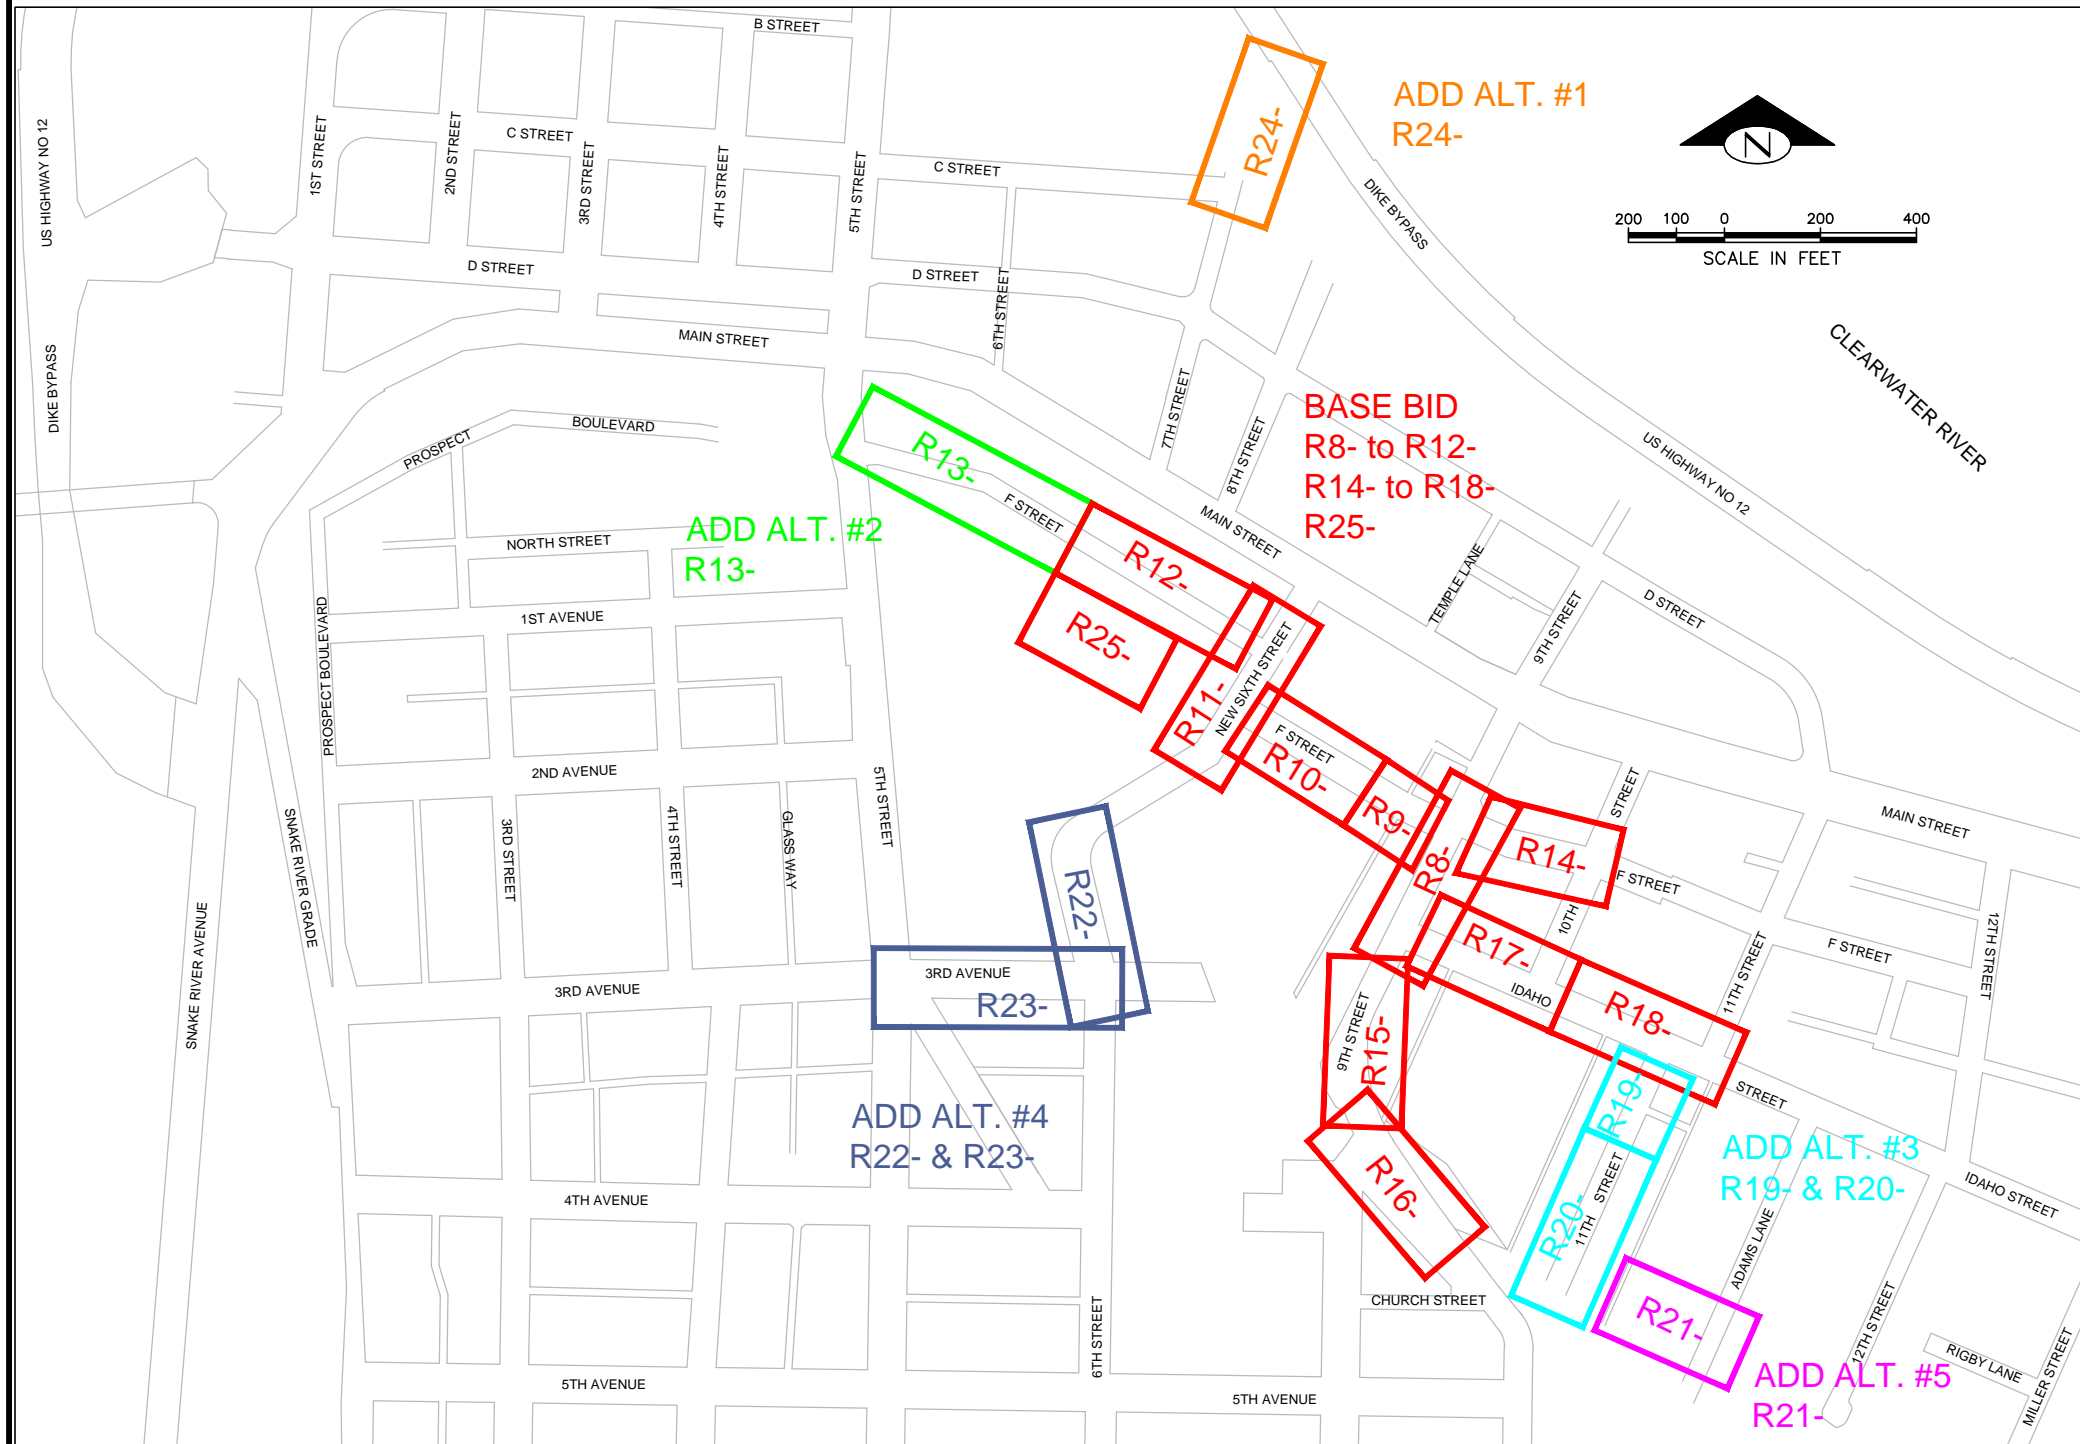 B STREET
ADD ALT. #1
R24-
R24-
N
200 100 0 200 400
SCALE IN FEET
US HIGHWAY NO 12
1ST STREET
2ND STREET
C STREET
3RD STREET
4TH STREET
5TH STREET
C STREET
DIKE BYPASS
D STREET
D STREET
6TH STREET
MAIN STREET
CLEARWATER RIVER
DIKE BYPASS
7TH STREET
8TH STREET
BASE BID
R8- to R12-
R14- to R18-
R25-
PROSPECT
BOULEVARD
R13-
F STREET
US HIGHWAY NO 12
MAIN STREET
ADD ALT. #2
R13-
NORTH STREET
R12-
TEMPLE LANE
9TH STREET
D STREET
1ST AVENUE
PROSPECT BOULEVARD
R25-
R11-
NEW SIXTH STREET
F STREET
R10-
2ND AVENUE
5TH STREET
R9-
R8-
R14-
10TH
STREET
F STREET
MAIN STREET
SNAKE RIVER GRADE
3RD STREET
4TH STREET
GLASS WAY
R22-
SNAKE RIVER AVENUE
3RD AVENUE
R23-
3RD AVENUE
R17-
IDAHO
R18-
11TH STREET
F STREET
12TH STREET
9TH STREET
R15-
STREET
ADD ALT. #4
R22- & R23-
R19-
ADD ALT. #3
R19- & R20-
R16-
R20-
11TH
STREET
4TH AVENUE
IDAHO STREET
ADAMS LANE
CHURCH STREET
R21-
6TH STREET
12TH STREET
RIGBY LANE
MILLER STREET
5TH AVENUE
5TH AVENUE
ADD ALT. #5
R21-